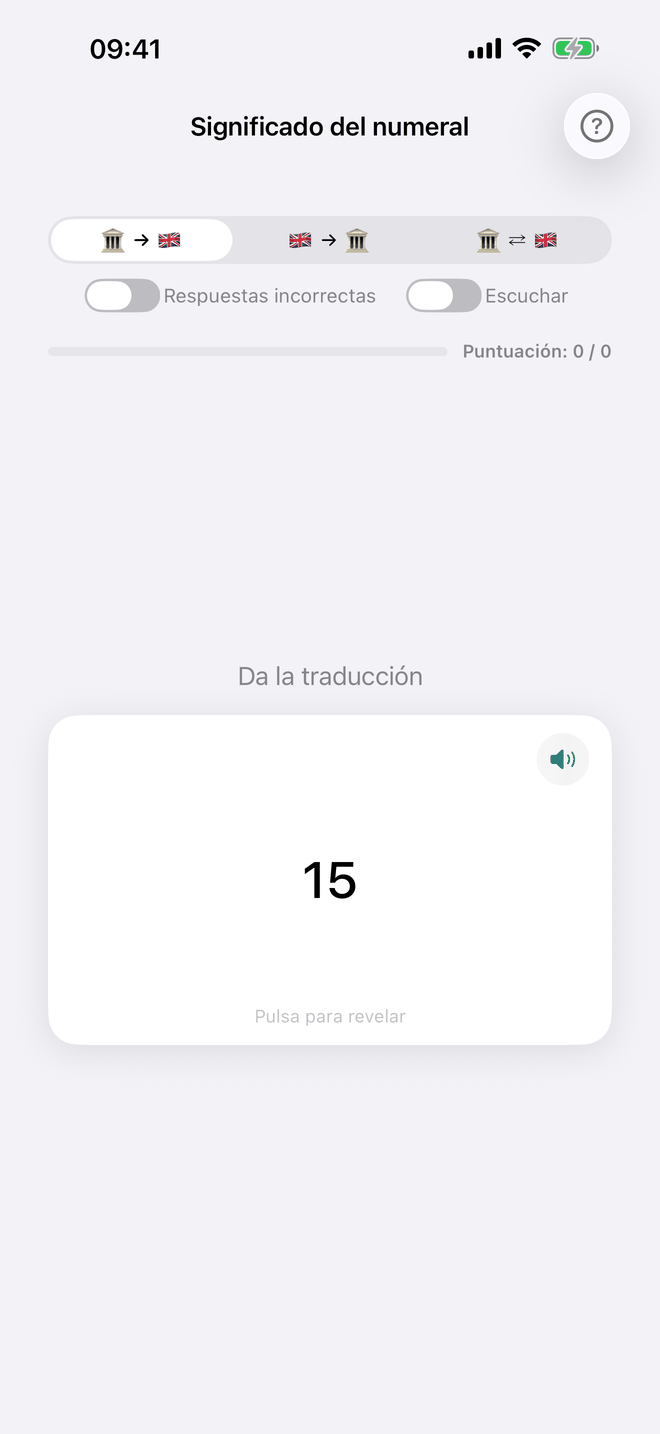 09:41
Significado del numeral
🏛️ → 🇬🇧 🇬🇧 → 🏛️ 🏛️ ⇄ 🇬🇧
Respuestas incorrectas Escuchar
Puntuación: 0 / 0
Da la traducción
15
Pulsa para revelar